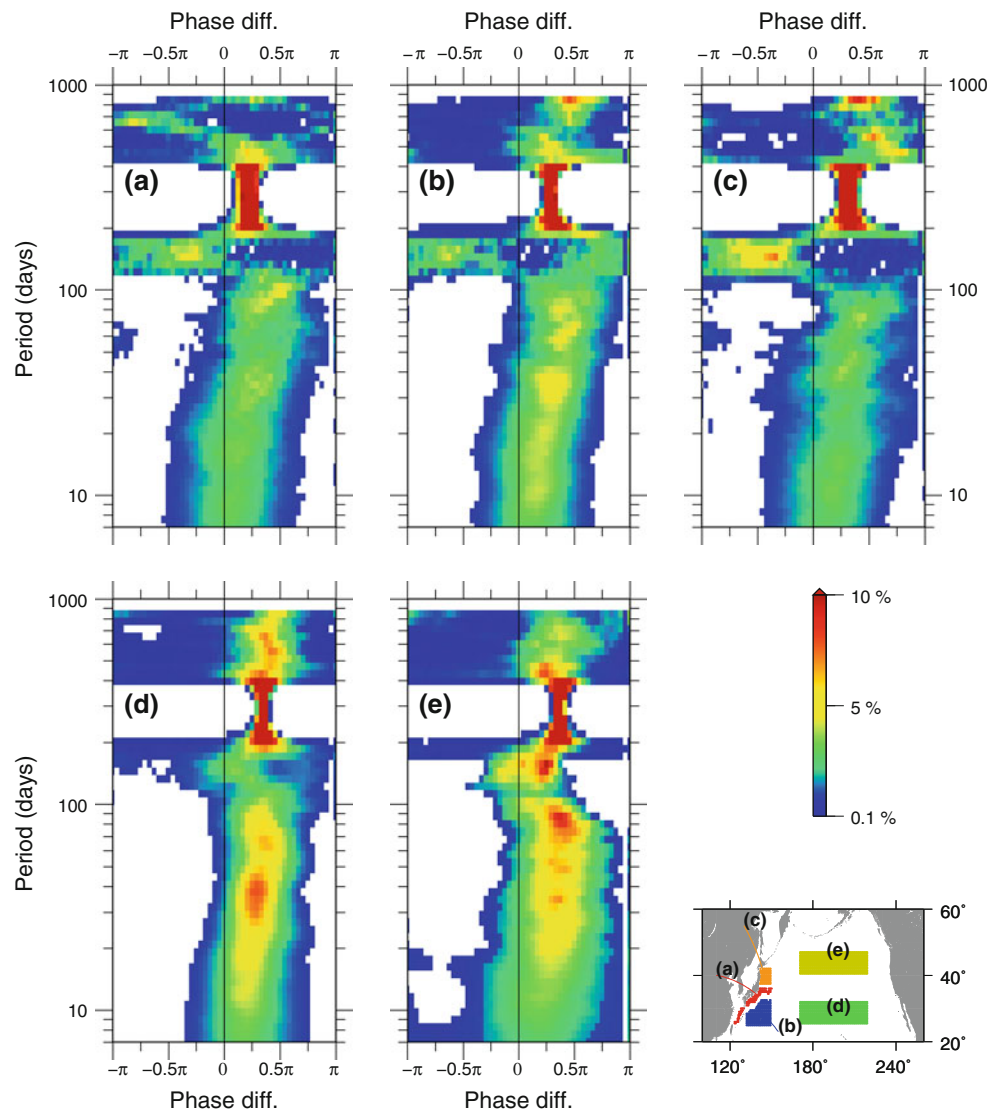 Phase diff. Phase diff. Phase diff.
−π −0.5π 0 0.5π π −π −0.5π 0 0.5π π −π −0.5π 0 0.5π π
1000 1000
(a) (b) (c)
Period (days)
100 100
10 10
1000
(d) (e)
Period (days)
100
10
−π −0.5π 0 0.5π π −π −0.5π 0 0.5π π
Phase diff. Phase diff.
10 %
5 %
0.1 %
(c) 60˚
(a) (e) 40˚
(d)
(b) 20˚
120˚ 180˚ 240˚